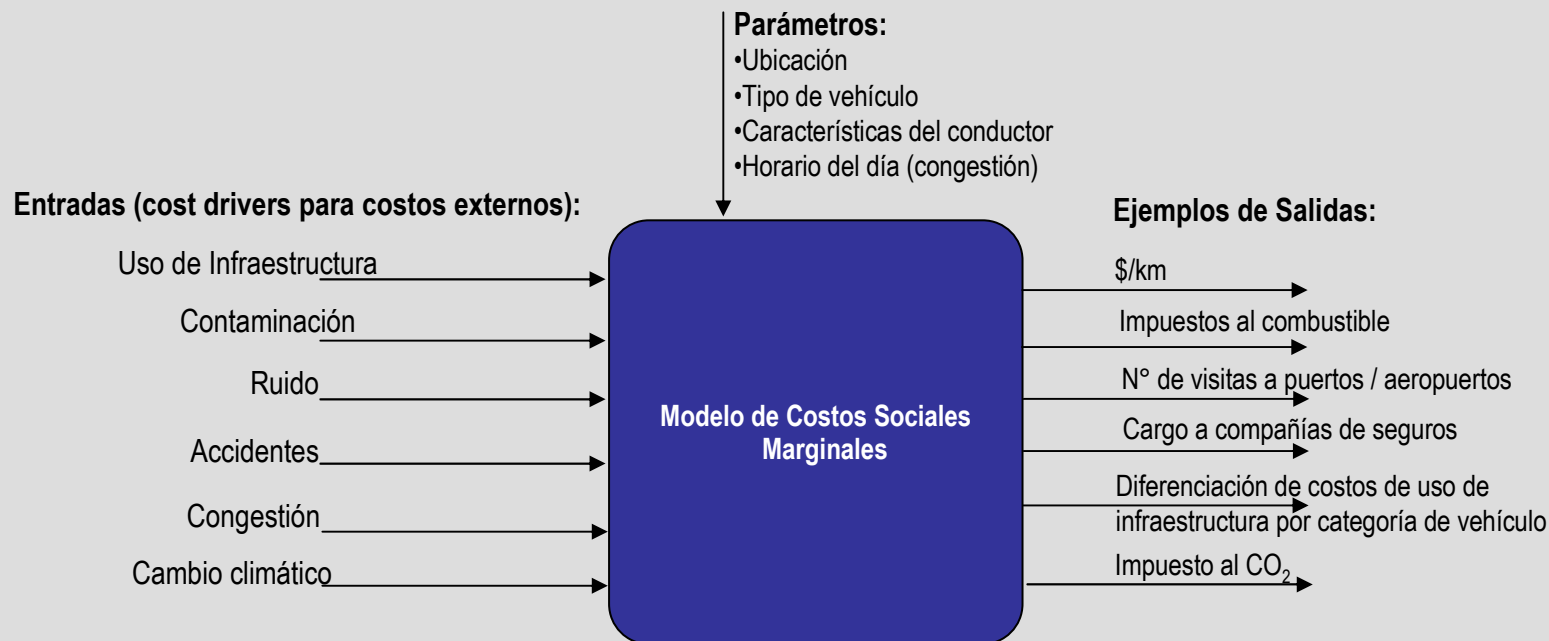 Parámetros:
•Ubicación
•Tipo de vehículo
•Características del conductor
•Horario del día (congestión)
Entradas (cost drivers para costos externos):
Uso de Infraestructura
Contaminación
Ruido
Accidentes
Congestión
Cambio climático
Modelo de Costos Sociales
Marginales
Ejemplos de Salidas:
$/km
Impuestos al combustible
N° de visitas a puertos / aeropuertos
Cargo a compañías de seguros
Diferenciación de costos de uso de
infraestructura por categoría de vehículo
Impuesto al CO₂